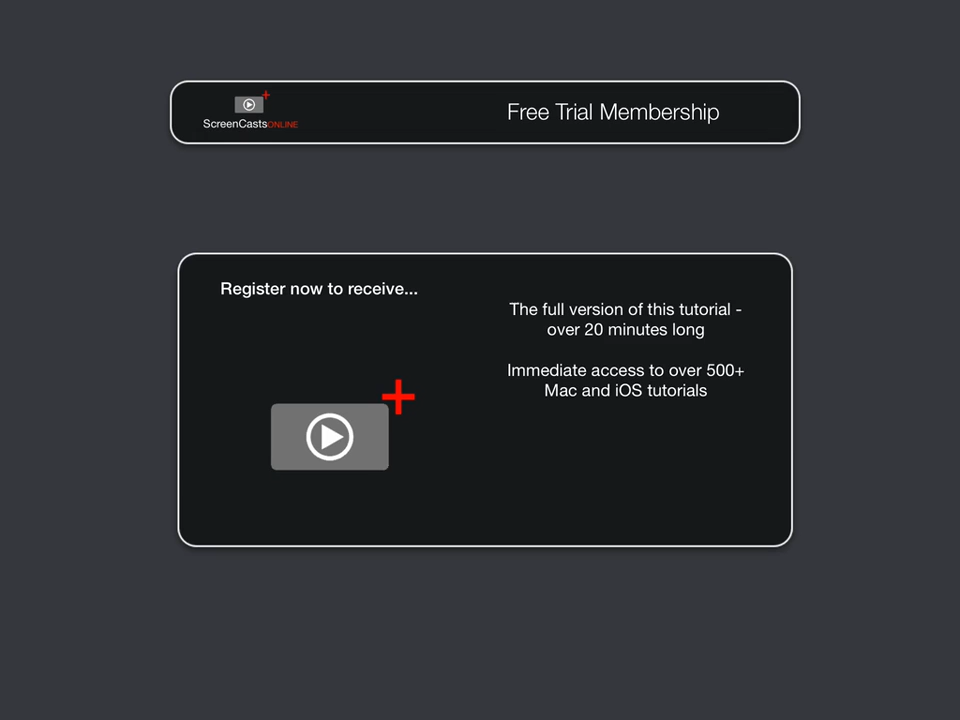 ScreenCastsONLINE
Free Trial Membership
Register now to receive...
The full version of this tutorial -
over 20 minutes long
Immediate access to over 500+
Mac and iOS tutorials